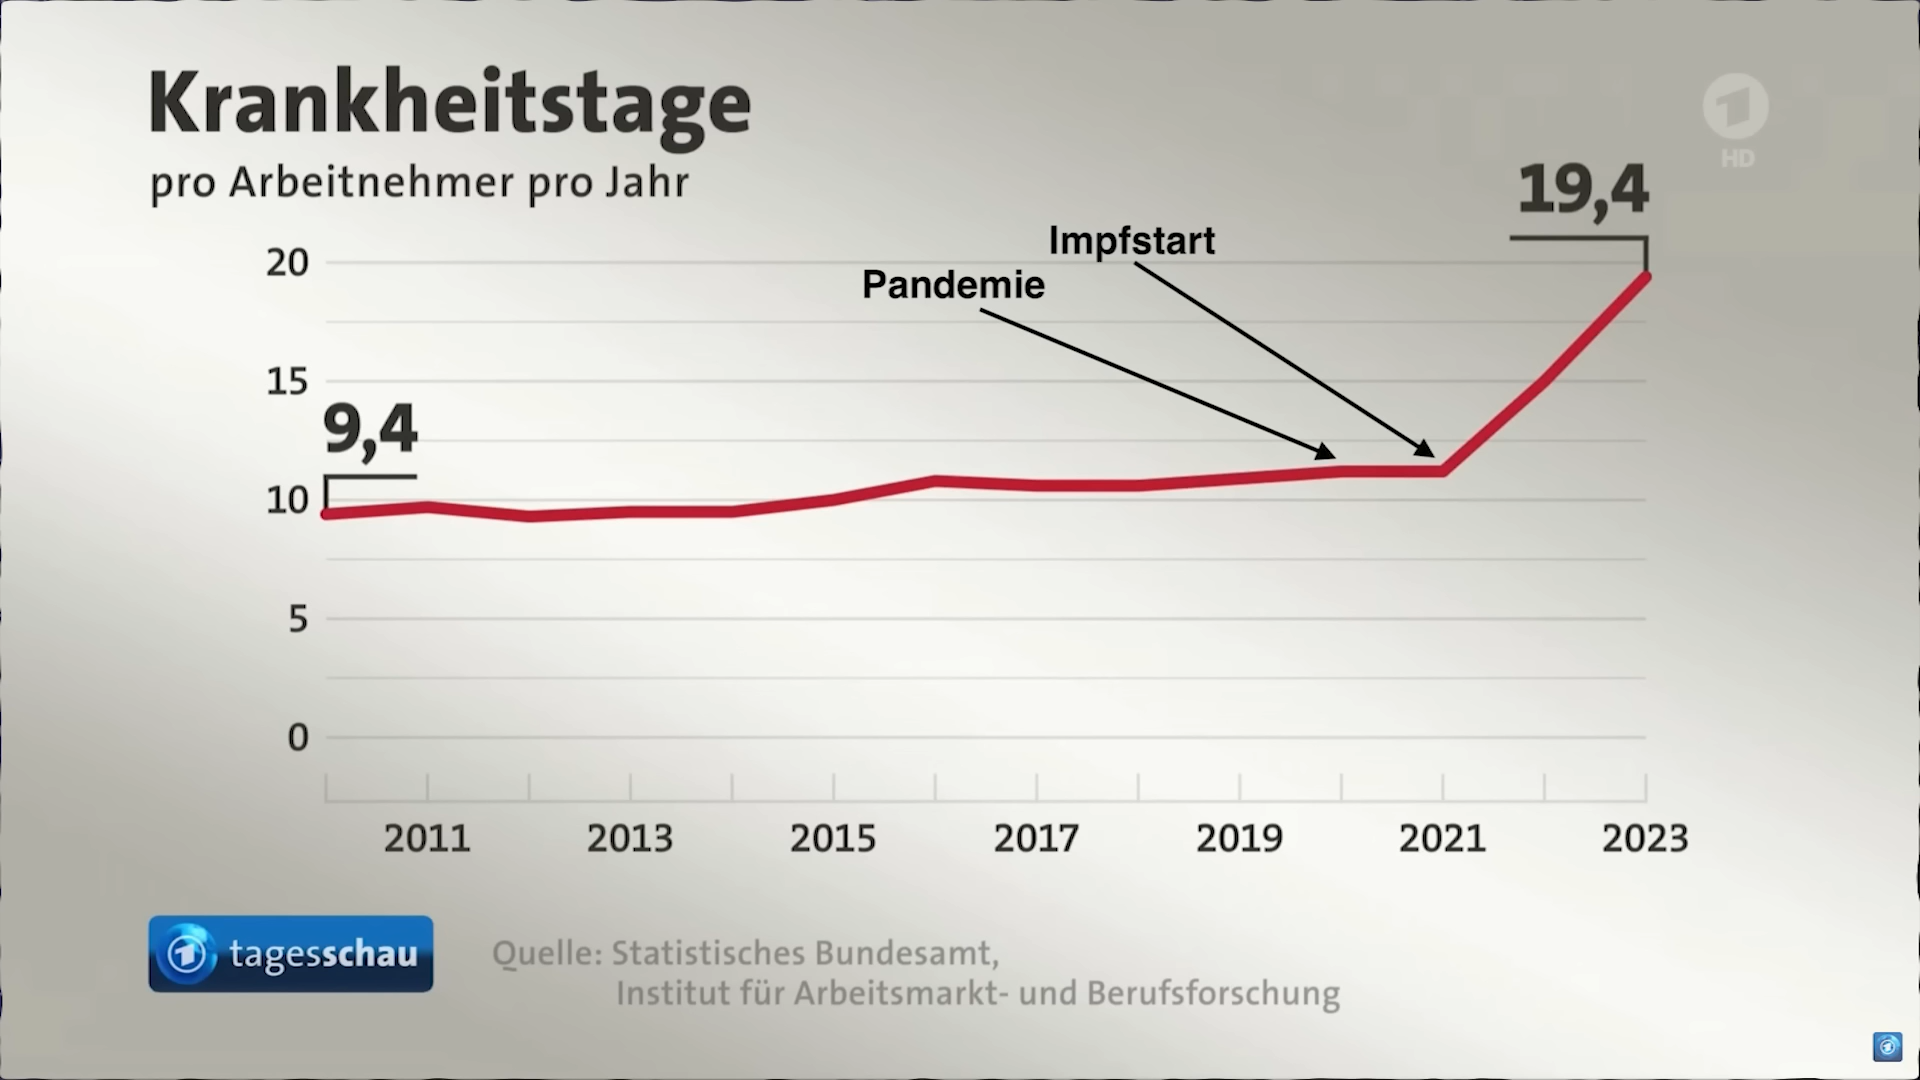 Krankheitstage
pro Arbeitnehmer pro Jahr
HD
19,4
Impfstart
Pandemie
20
15
9,4
10
5
0
2011 2013 2015 2017 2019 2021 2023
tagesschau
Quelle: Statistisches Bundesamt,
Institut für Arbeitsmarkt- und Berufsforschung